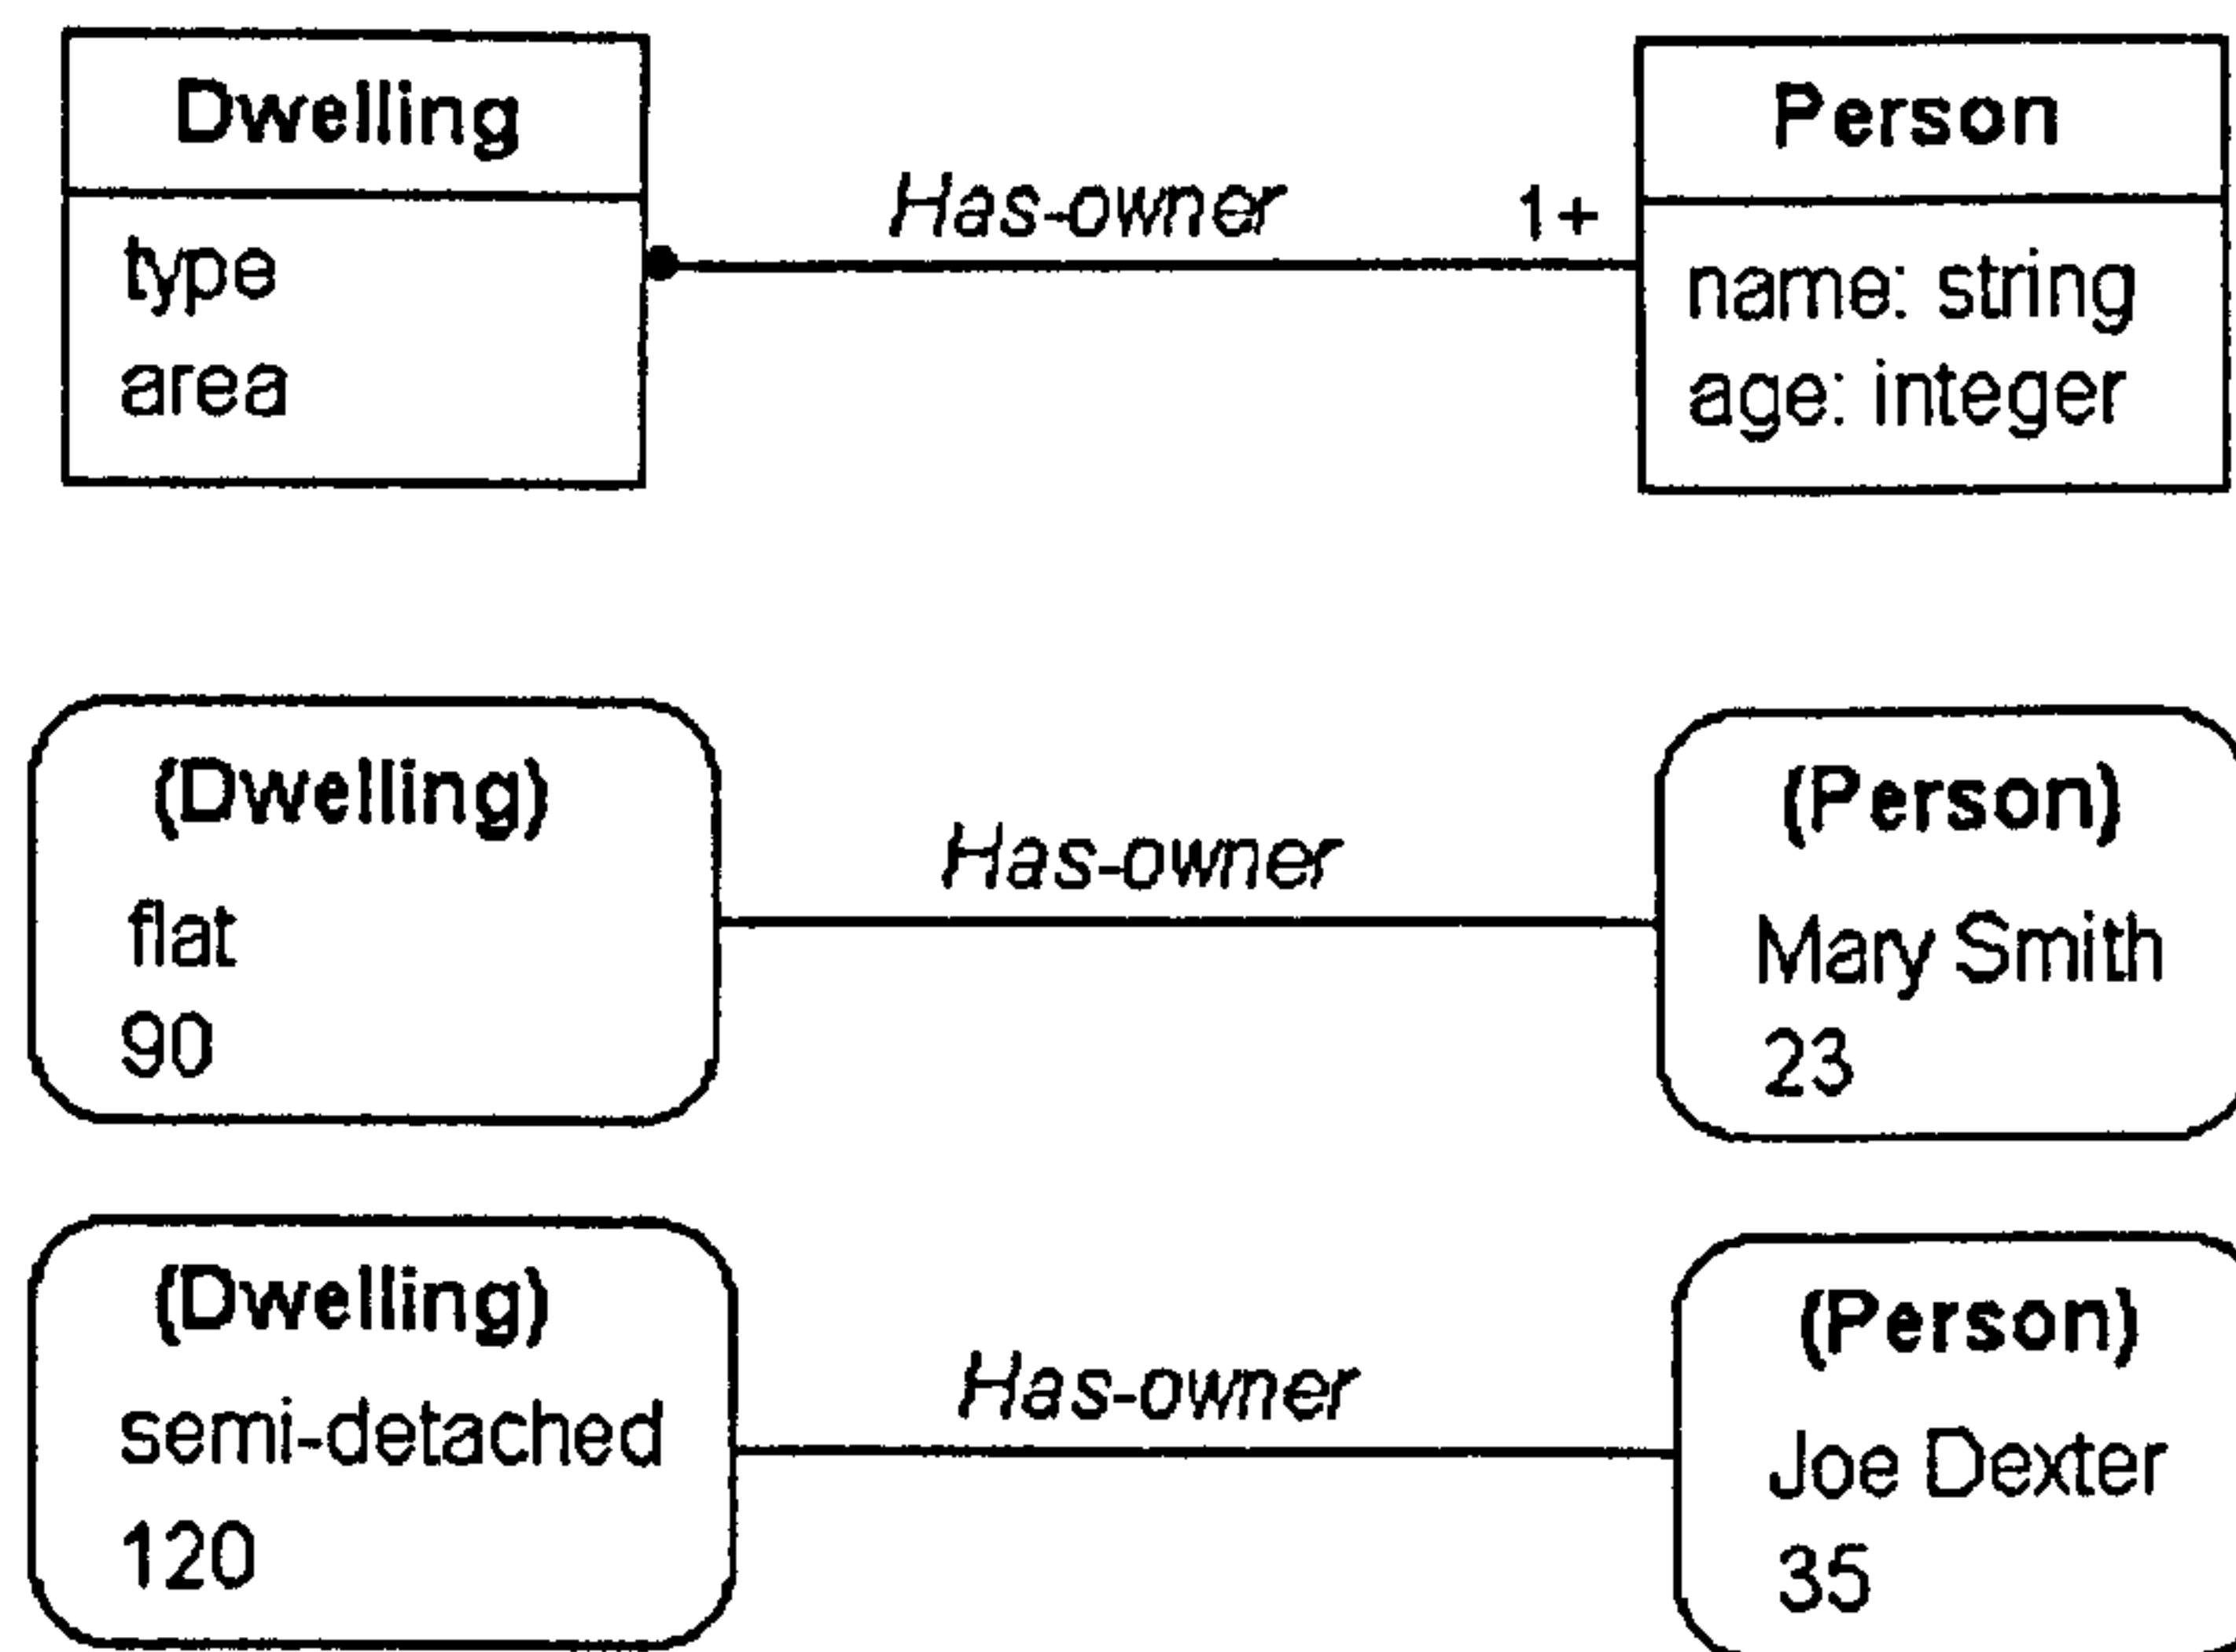 Dwelling
type
area
Has-owner
1+
Person
name: string
age: integer
(Dwelling)
flat
90
Has-owner
(Person)
Mary Smith
23
(Dwelling)
semi-detached
120
Has-owner
(Person)
Joe Dexter
35